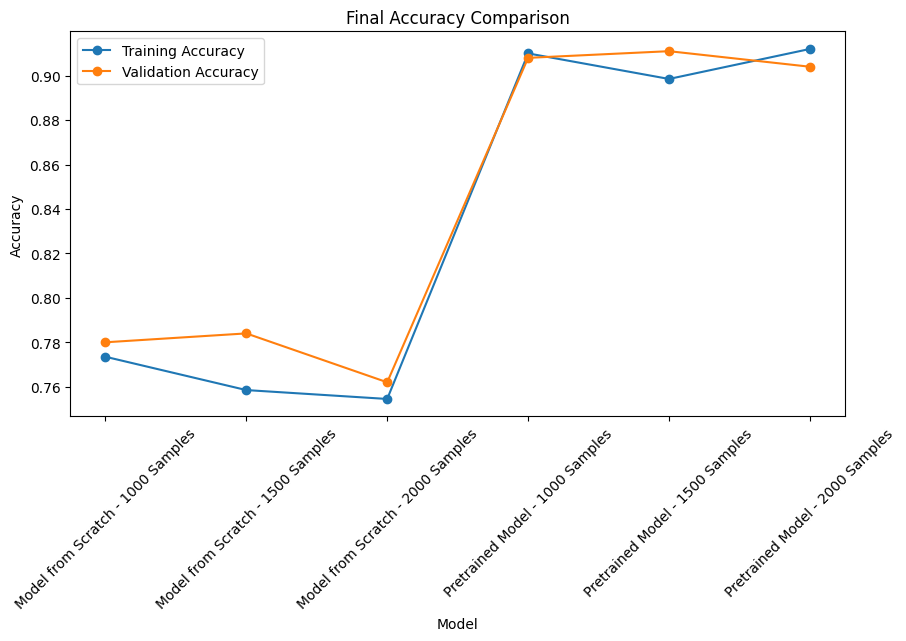 Final Accuracy Comparison
Training Accuracy
Validation Accuracy
Accuracy
0.90
0.88
0.86
0.84
0.82
0.80
0.78
0.76
Model from Scratch - 1000 Samples
Model from Scratch - 1500 Samples
Model from Scratch - 2000 Samples
Pretrained Model - 1000 Samples
Pretrained Model - 1500 Samples
Pretrained Model - 2000 Samples
Model